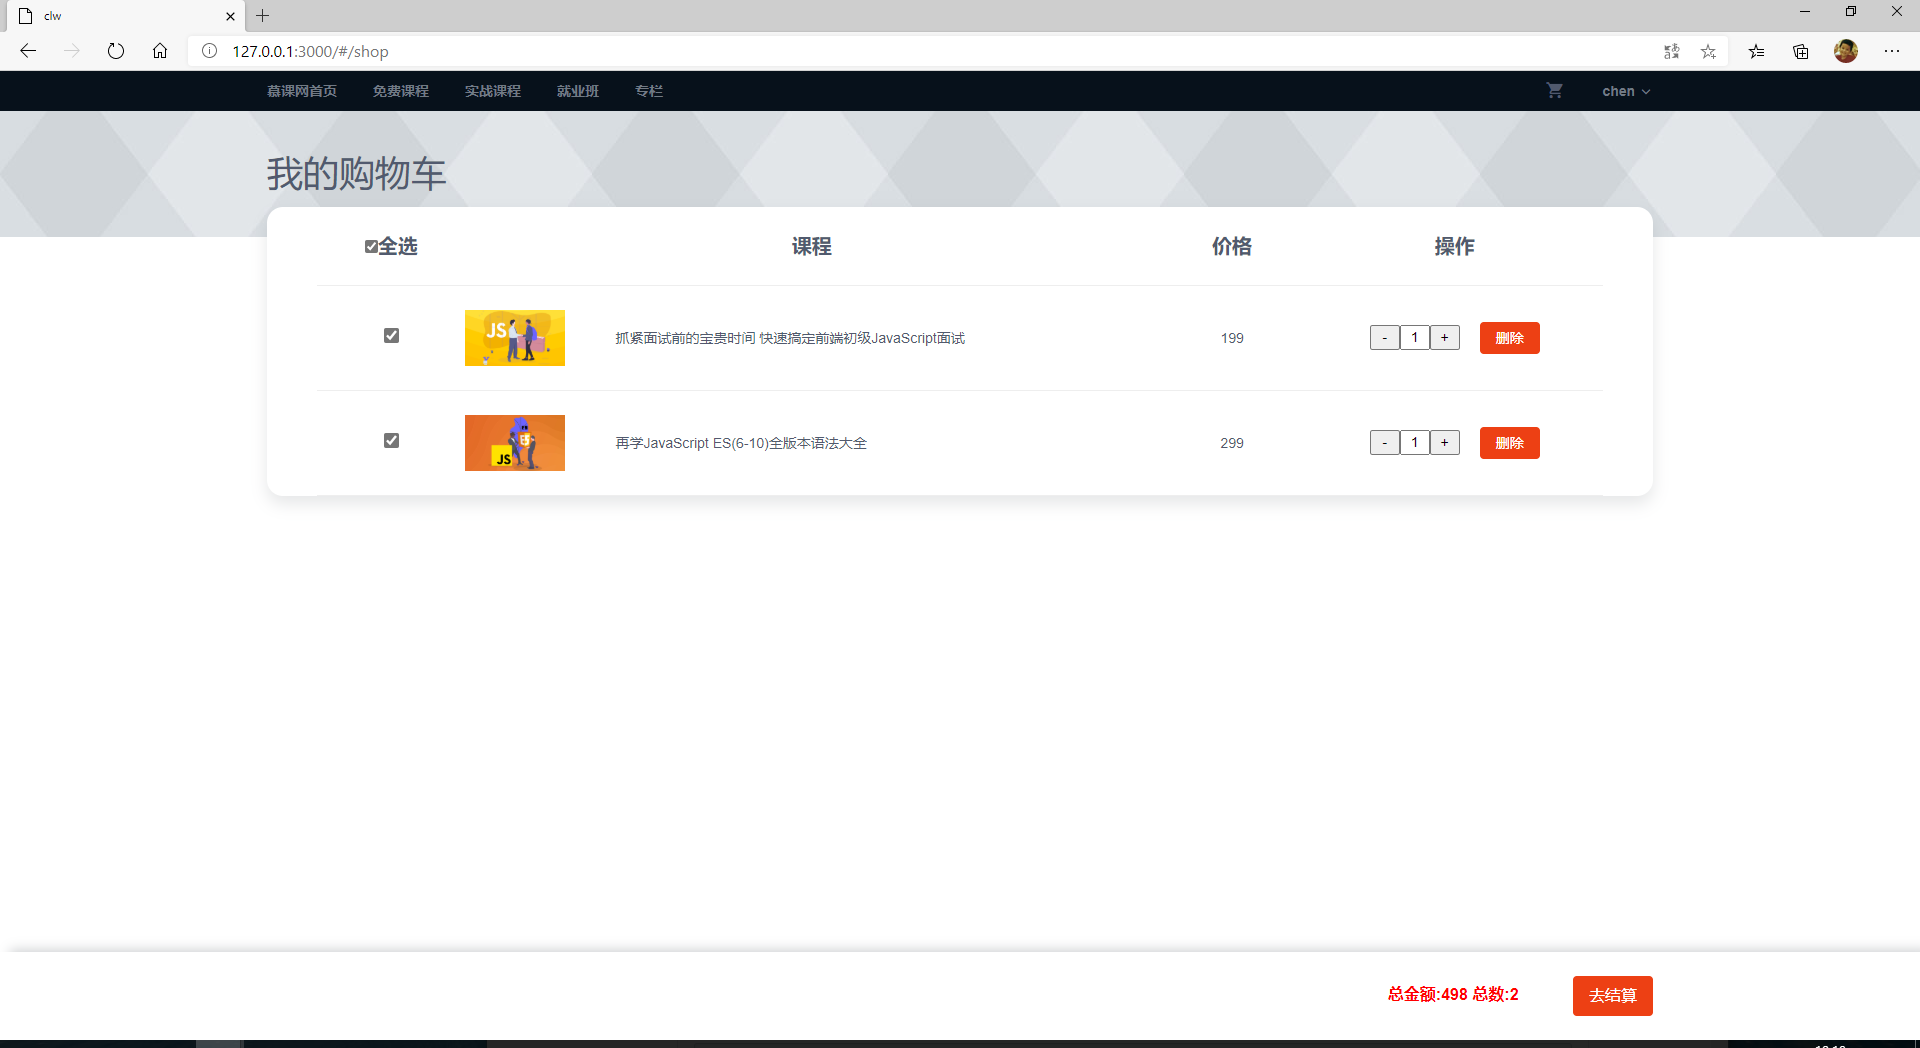 clw
127.0.0.1:3000/#/shop
慕课网首页 免费课程 实战课程 就业班 专栏 chen
我的购物车
全选 课程 价格 操作
JS 抓紧面试前的宝贵时间 快速搞定前端初级JavaScript面试 199 - 1 + 删除
JS 再学JavaScript ES(6-10)全版本语法大全 299 - 1 + 删除
总金额:498 总数:2 去结算